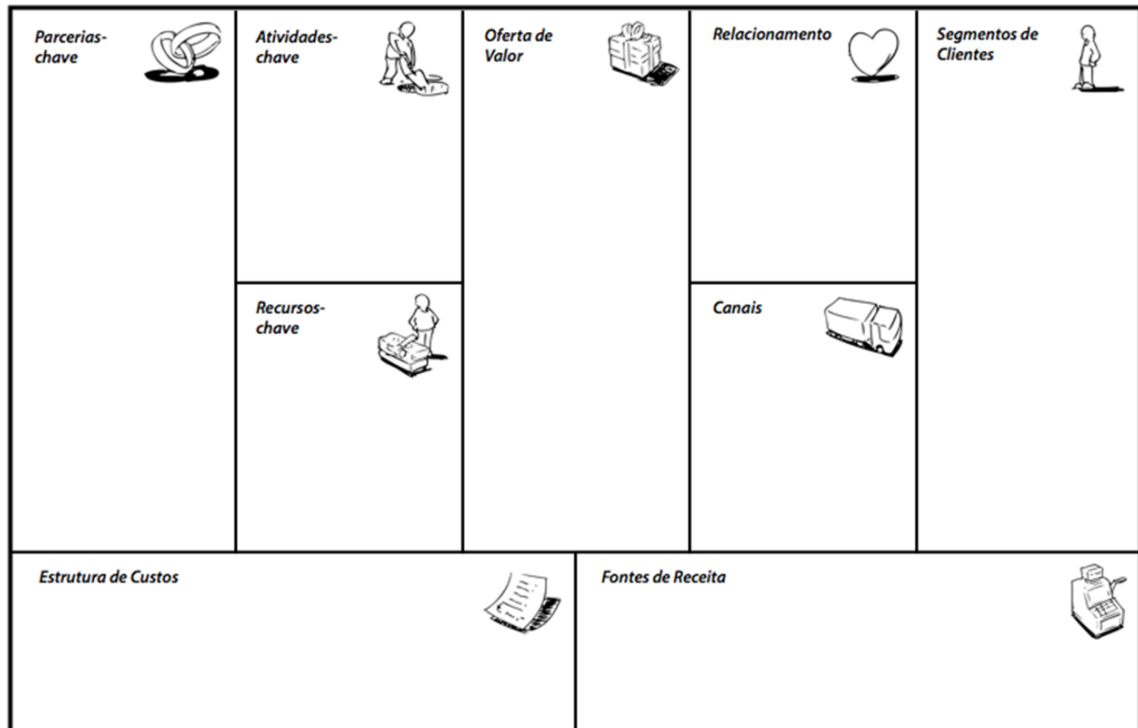 Parcerias-
chave
Atividades-
chave
Recursos-
chave
Oferta de
Valor
Relacionamento
Canais
Segmentos de
Clientes
Estrutura de Custos
Fontes de Receita